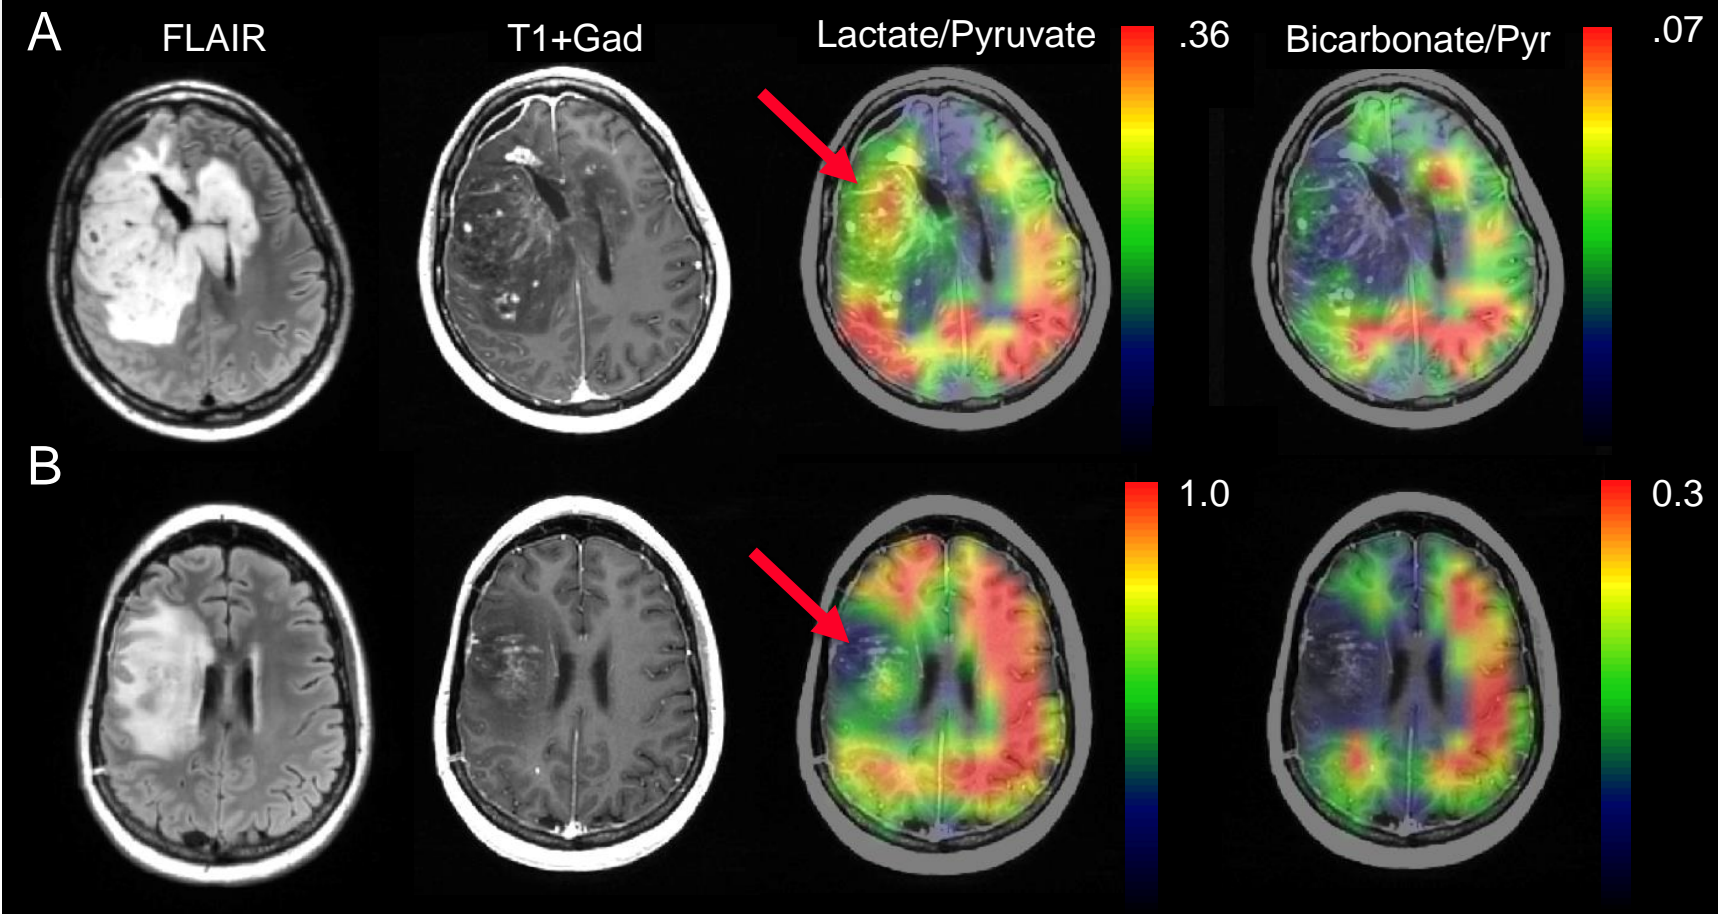 A
FLAIR
T1+Gad
Lactate/Pyruvate
.36
Bicarbonate/Pyr
.07
B
1.0
0.3